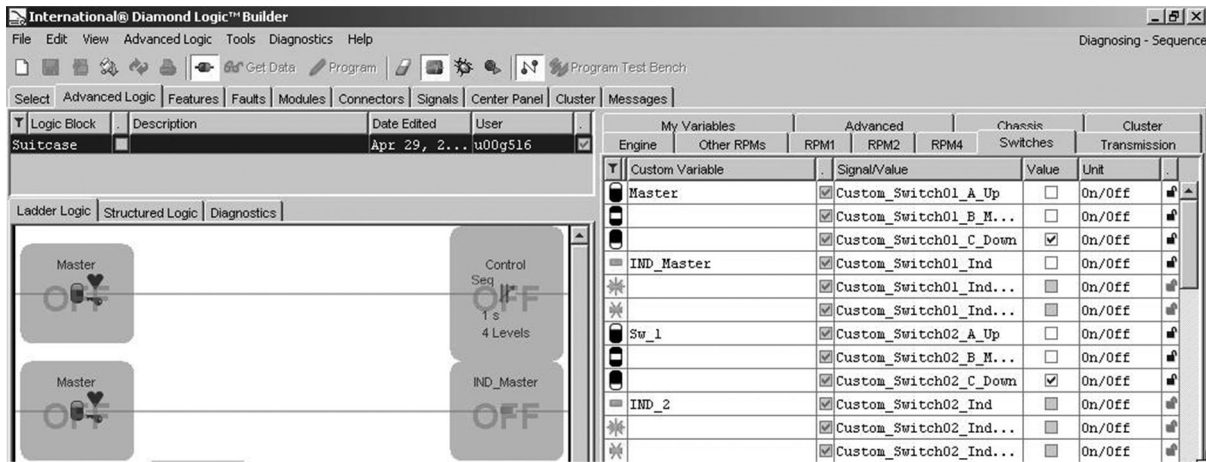 International® Diamond Logic™ Builder
File Edit View Advanced Logic Tools Diagnostics Help
Diagnosing - Sequence
Get Data Program Program Test Bench
Select Advanced Logic Features Faults Modules Connectors Signals Center Panel Cluster Messages
Logic Block . Description Date Edited User .
Suitcase Apr 29, 2... u00g516
Ladder Logic Structured Logic Diagnostics
Master Control
OFF Seq OFF
1 s
4 Levels
Master IND_Master
OFF OFF
My Variables Advanced Chassis Cluster
Engine Other RPMs RPM1 RPM2 RPM4 Switches Transmission
Custom Variable . Signal/Value Value Unit .
Master Custom_Switch01_A_Up On/Off
Custom_Switch01_B_M... On/Off
Custom_Switch01_C_Down On/Off
IND_Master Custom_Switch01_Ind On/Off
Custom_Switch01_Ind... On/Off
Custom_Switch01_Ind... On/Off
Sw_1 Custom_Switch02_A_Up On/Off
Custom_Switch02_B_M... On/Off
Custom_Switch02_C_Down On/Off
IND_2 Custom_Switch02_Ind On/Off
Custom_Switch02_Ind... On/Off
Custom_Switch02_Ind... On/Off